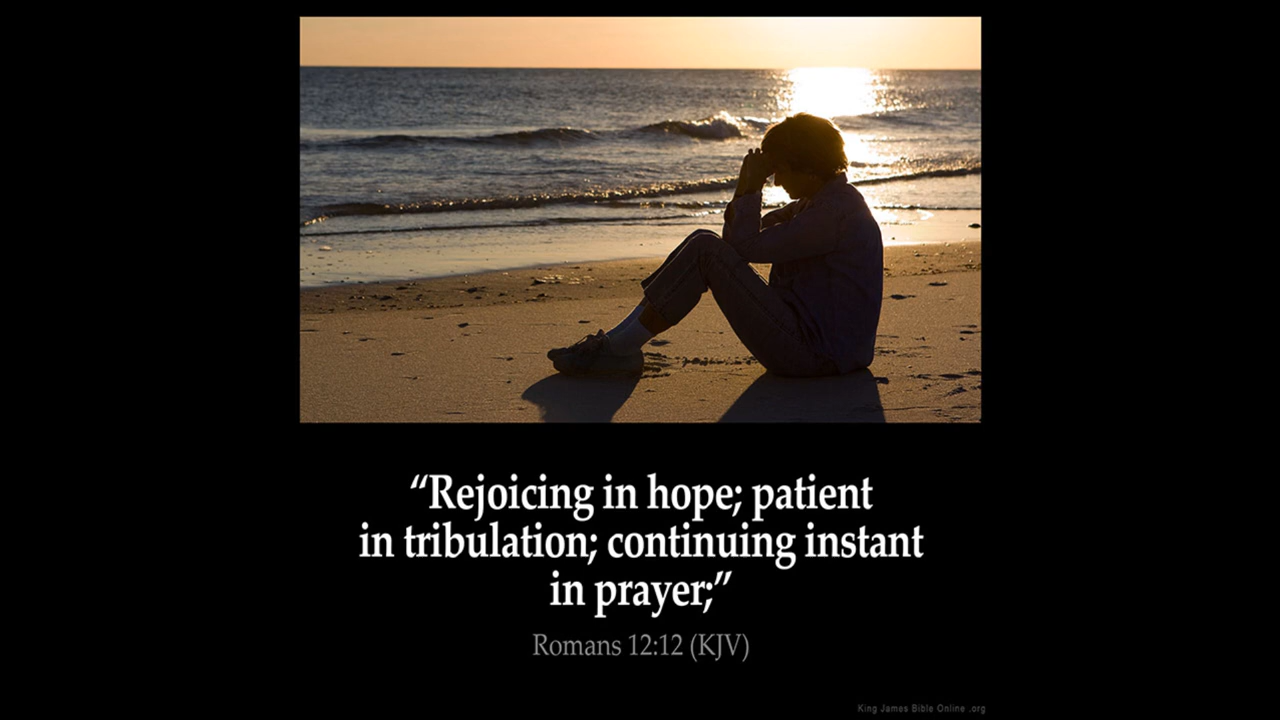 “Rejoicing in hope; patient
in tribulation; continuing instant
in prayer;”
Romans 12:12 (KJV)
King James Bible Online .org